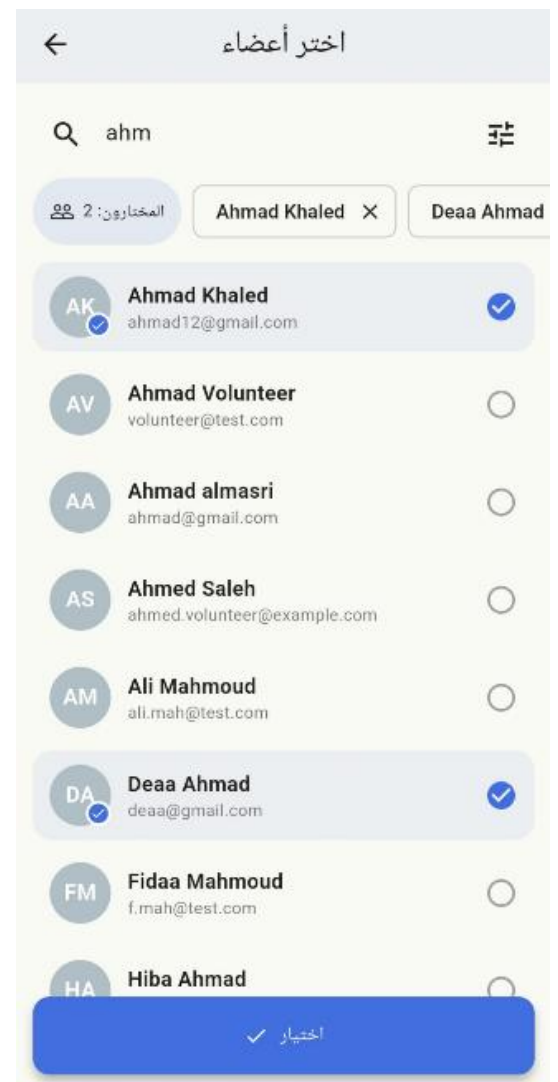 اختر أعضاء
ahm
المختارون: 2
Ahmad Khaled
Deaa Ahmad
AK
Ahmad Khaled
ahmad12@gmail.com
AV
Ahmad Volunteer
volunteer@test.com
AA
Ahmad almasri
ahmad@gmail.com
AS
Ahmed Saleh
ahmed.volunteer@example.com
AM
Ali Mahmoud
ali.mah@test.com
DA
Deaa Ahmad
deaa@gmail.com
FM
Fidaa Mahmoud
f.mah@test.com
HA
Hiba Ahmad
اختيار